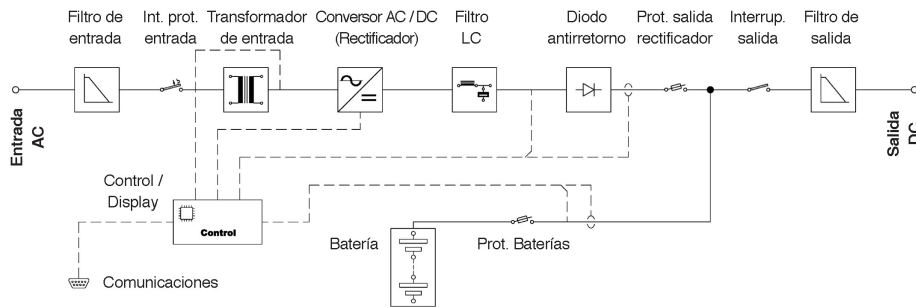 Filtro de
entrada
Int. prot.
entrada
Transformador
de entrada
Conversor AC / DC
(Rectificador)
Filtro
LC
Diodo
antirretorno
Prot. salida
rectificador
Interrup.
salida
Filtro de
salida
Entrada
AC
Salida
DC
Control /
Display
Control
Batería
Prot. Baterías
Comunicaciones